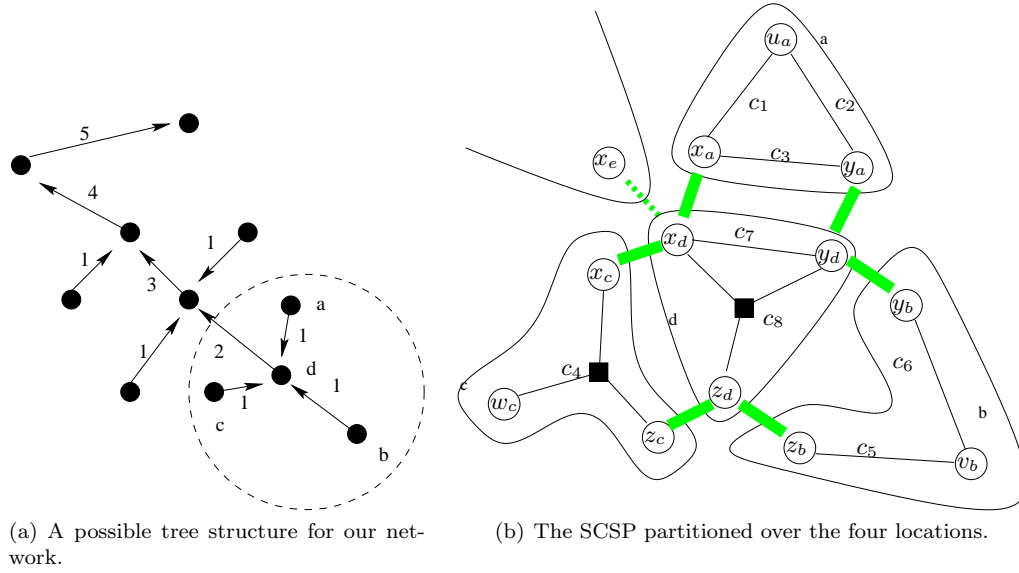 5
4
1
1
3
1
2
a
1
d
1
1
c
b
u_a
a
c_1
c_2
x_a
c_3
y_a
x_e
x_d
c_7
y_d
x_c
y_b
d
c_8
c_6
c
c_4
w_c
z_d
b
z_c
z_b
c_5
v_b
(a) A possible tree structure for our net-
work.
(b) The SCSP partitioned over the four locations.